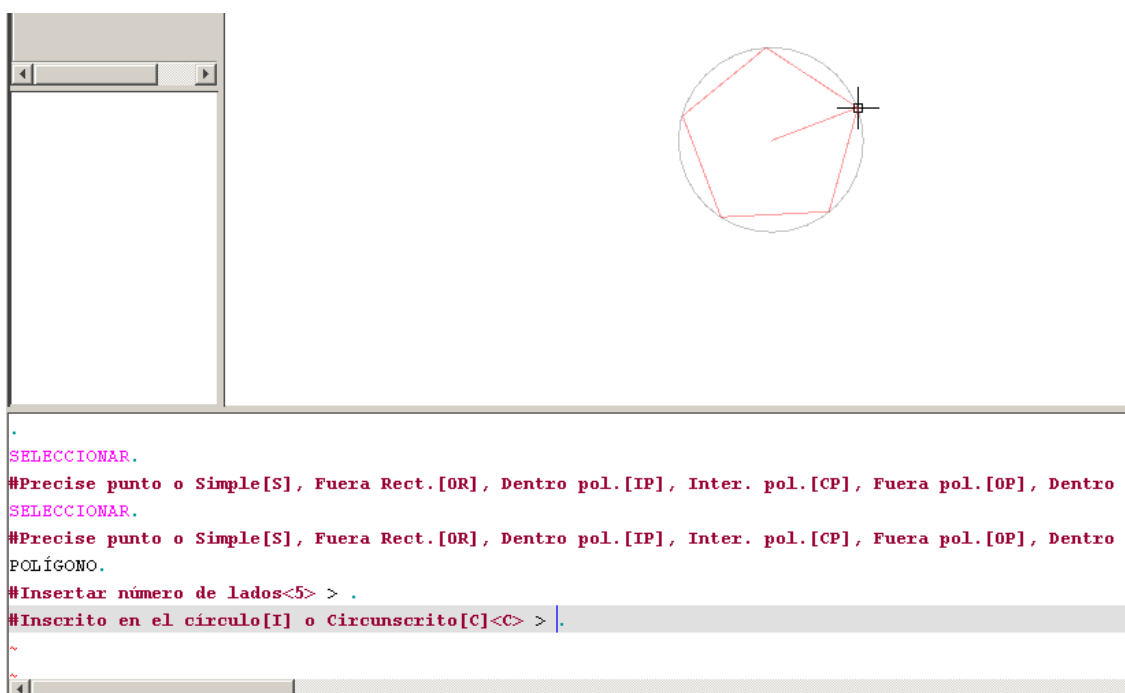 .
SELECCIONAR.
#Precise punto o Simple[S], Fuera Rect.[OR], Dentro pol.[IP], Inter. pol.[CP], Fuera pol.[OP], Dentro
SELECCIONAR.
#Precise punto o Simple[S], Fuera Rect.[OR], Dentro pol.[IP], Inter. pol.[CP], Fuera pol.[OP], Dentro
POLÍGONO.
#Insertar número de lados<5> > .
#Inscrito en el círculo[I] o Circunscrito[C]<C> > .
~
~